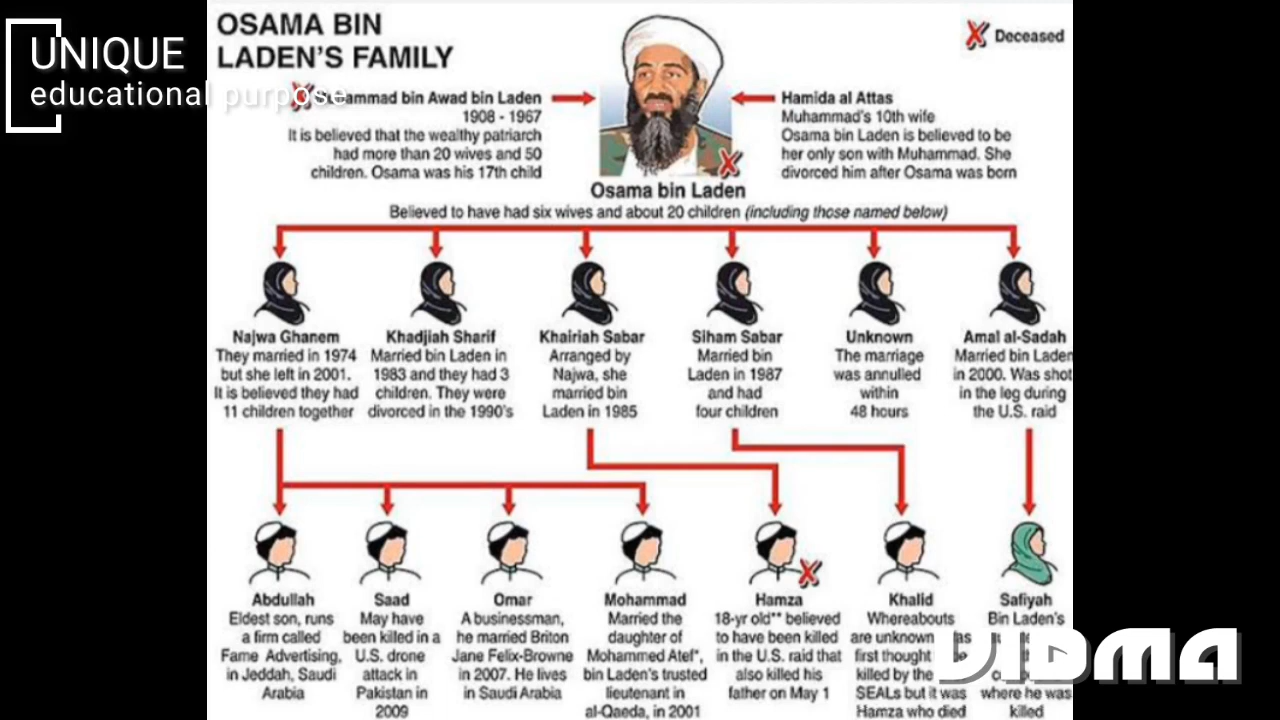 OSAMA BIN
LADEN'S FAMILY
Deceased
UNIQUE
educational purpose
bin Awad bin Laden
1908 - 1967
It is believed that the wealthy patriarch
had more than 20 wives and 50
children. Osama was his 17th child
Hamida al Attas
Muhammad's 10th wife
Osama bin Laden is believed to be
her only son with Muhammad. She
divorced him after Osama was born
Osama bin Laden
Believed to have had six wives and about 20 children (including those named below)
Najwa Ghanem
They married in 1974
but she left in 2001.
It is believed they had
11 children together
Khadjiah Sharif
Married bin Laden in
1983 and they had 3
children. They were
divorced in the 1990's
Khairiah Sabar
Arranged by
Najwa, she
married bin
Laden in 1985
Siham Sabar
Married bin
Laden in 1987
and had
four children
Unknown
The marriage
was annulled
within
48 hours
Amal al-Sadah
Married bin Laden
in 2000. Was shot
in the leg during
the U.S. raid
Abdullah
Eldest son, runs
a firm called
Fame Advertising,
in Jeddah, Saudi
Arabia
Saad
May have
been killed in a
U.S. drone
attack in
Pakistan in
2009
Omar
A businessman,
he married Briton
Jane Felix-Browne
in 2007. He lives
in Saudi Arabia
Mohammad
Married the
daughter of
Mohammed Atef*,
bin Laden's trusted
lieutenant in
al-Qaeda, in 2001
Hamza
18-yr old** believed
to have been killed
in the U.S. raid that
also killed his
father on May 1
Khalid
Whereabouts
are unknown
first thought
killed by the
SEALs but it was
Hamza who died
Safiyah
Bin Laden's
where he was
killed
VIDMA